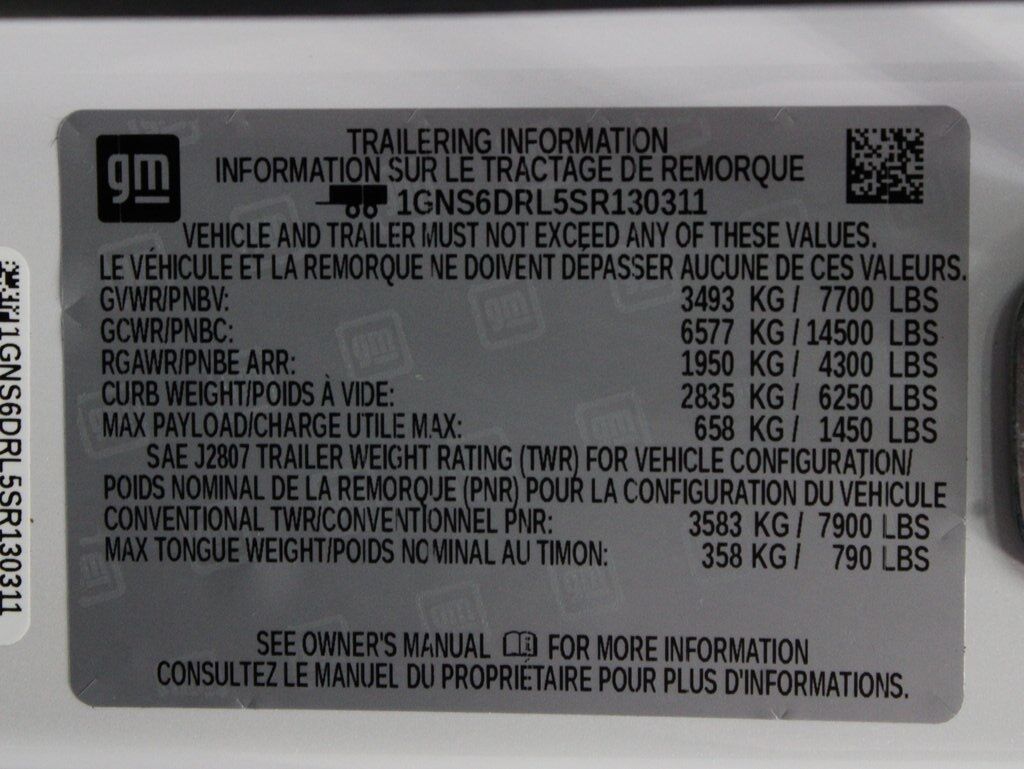 gm
TRAILERING INFORMATION
INFORMATION SUR LE TRACTAGE DE REMORQUE
1GNS6DRL5SR130311
VEHICLE AND TRAILER MUST NOT EXCEED ANY OF THESE VALUES.
LE VÉHICULE ET LA REMORQUE NE DOIVENT DÉPASSER AUCUNE DE CES VALEURS.
GVWR/PNBV: 3493 KG / 7700 LBS
GCWR/PNBC: 6577 KG / 14500 LBS
RGAWR/PNBE ARR: 1950 KG / 4300 LBS
CURB WEIGHT/POIDS À VIDE: 2835 KG / 6250 LBS
MAX PAYLOAD/CHARGE UTILE MAX: 658 KG / 1450 LBS
SAE J2807 TRAILER WEIGHT RATING (TWR) FOR VEHICLE CONFIGURATION/
POIDS NOMINAL DE LA REMORQUE (PNR) POUR LA CONFIGURATION DU VÉHICULE
CONVENTIONAL TWR/CONVENTIONNEL PNR: 3583 KG / 7900 LBS
MAX TONGUE WEIGHT/POIDS NOMINAL AU TIMON: 358 KG / 790 LBS
SEE OWNER'S MANUAL FOR MORE INFORMATION
CONSULTEZ LE MANUEL DU PROPRIÉTAIRE POUR PLUS D'INFORMATIONS.
1GNS6DRL5SR130311